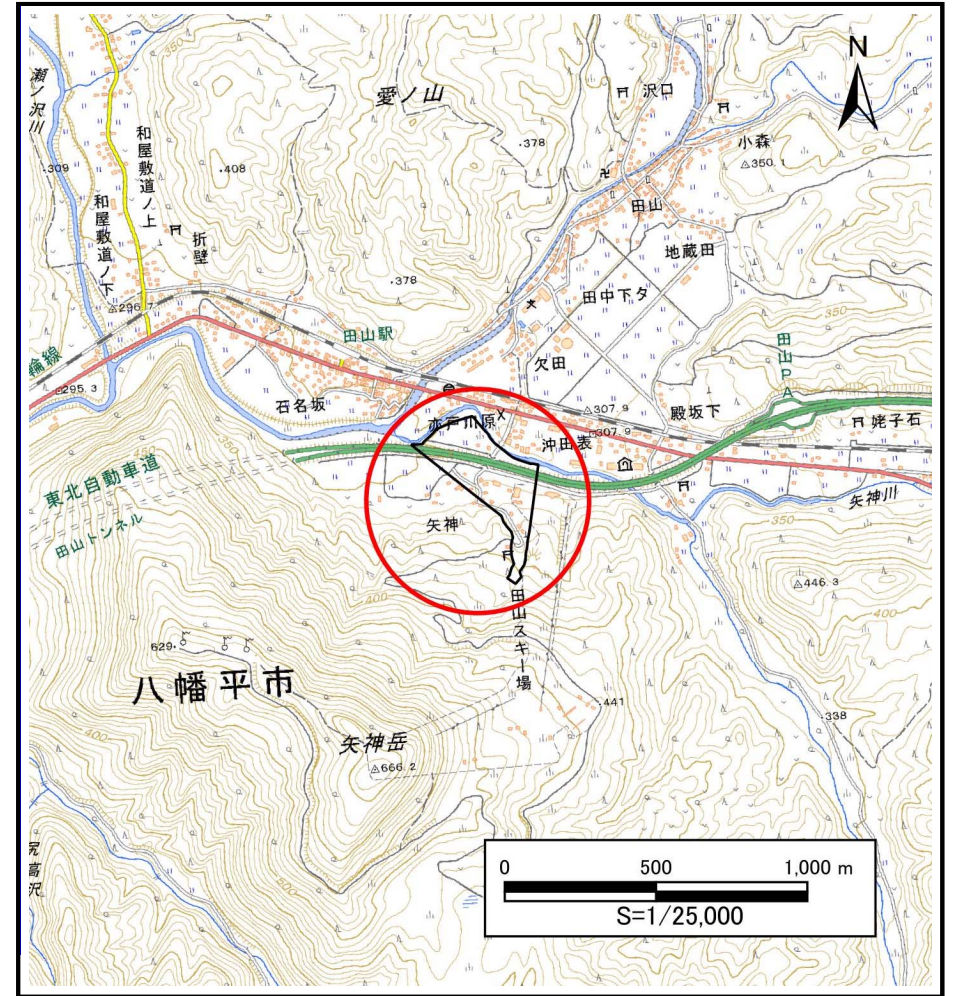 N
瀬ノ沢川
350
愛ノ山
沢口
和屋敷道ノ上
378
小森
350.1
309
408
田山
和屋敷道ノ下
折壁
地蔵田
378
田中下タ
350
296.7
田山駅
田山PA
輪線
欠田
295.3
石名坂
307.9
殿坂下
姥子石
赤戸川原
沖田表
307.9
東北自動車道
矢神川
田山トンネル
矢神
350
400
446.3
400
田山スキー場
629
八幡平市
441
338
400
矢神岳
666.2
500
尻高沢
0 500 1,000 m
S=1/25,000